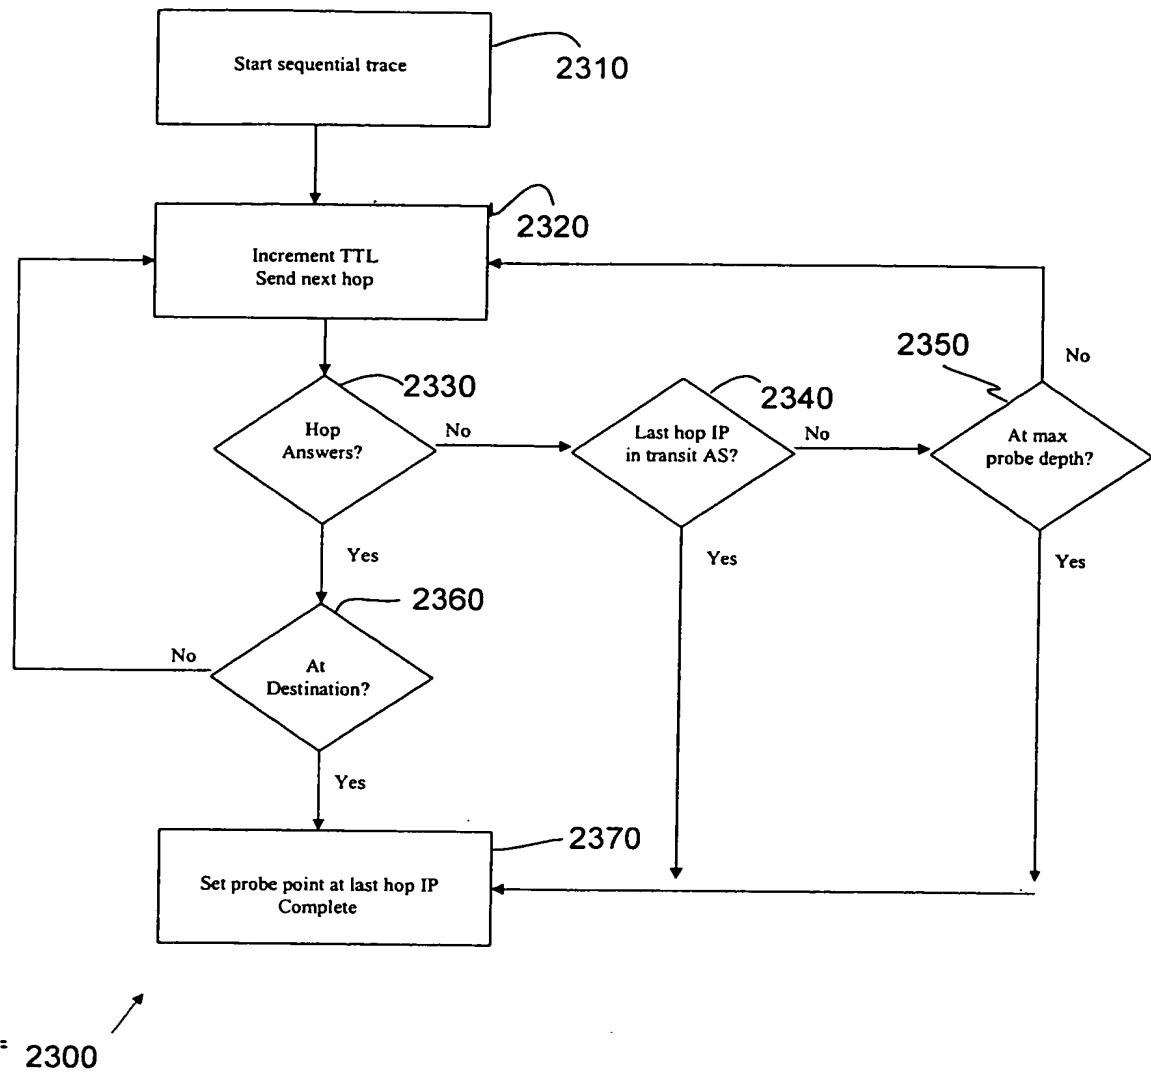 Start sequential trace
2310
Increment TTL
Send next hop
2320
2330
Hop
Answers?
No
2340
Last hop IP
in transit AS?
No
2350
No
At max
probe depth?
Yes
Yes
Yes
2360
No
At
Destination?
Yes
2370
Set probe point at last hop IP
Complete
2300